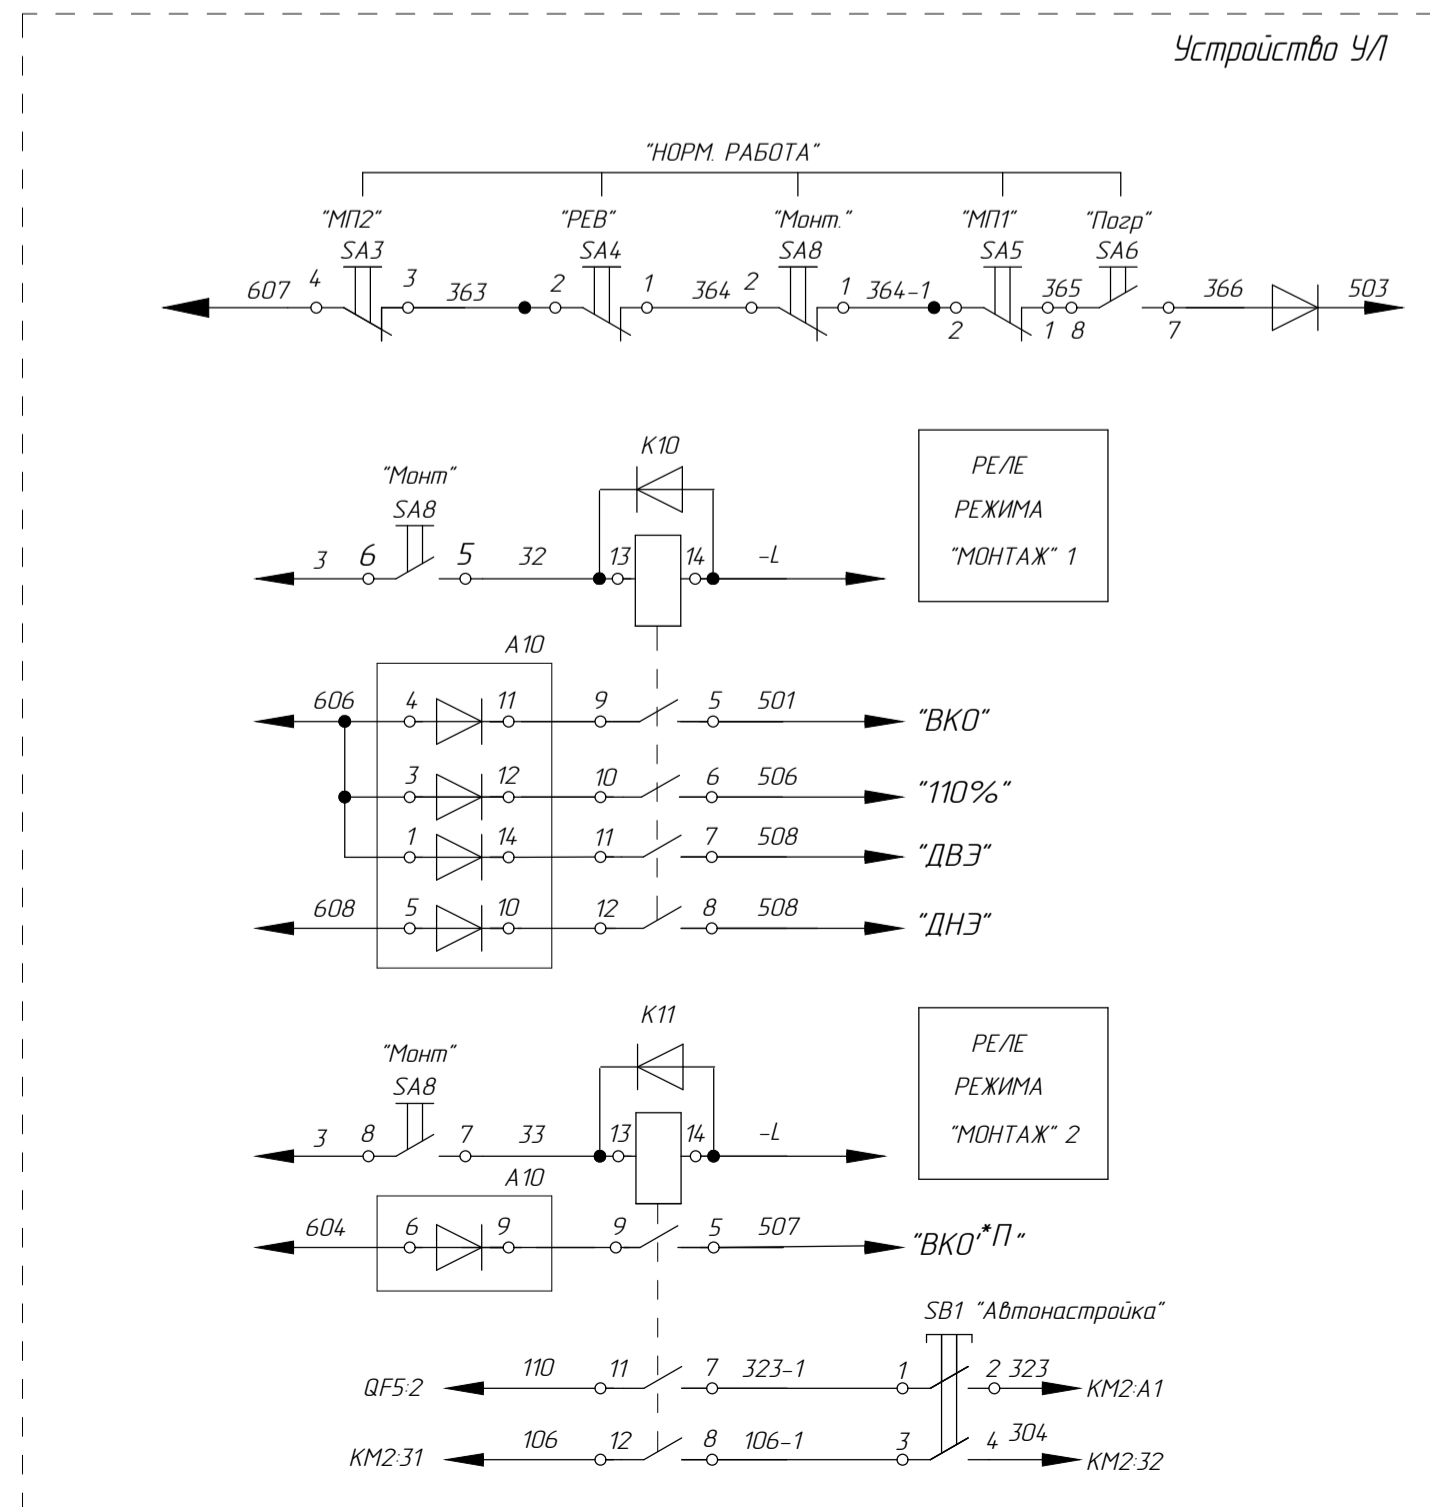 Устройство УЛ
"НОРМ. РАБОТА"
"МП2" "РЕВ" "Монт." "МП1" "Погр"
SA3 SA4 SA8 SA5 SA6
607 4 3 363 2 1 364 2 1 364-1 2 1 365 8 7 366 503
K10
"Монт"
SA8
3 6 5 32 13 14 -L
РЕЛЕ
РЕЖИМА
"МОНТАЖ" 1
A10
606 4 11 9 5 501 "ВКО"
3 12 10 6 506 "110%"
1 14 11 7 508 "ДВЭ"
608 5 10 12 8 508 "ДНЭ"
K11
"Монт"
SA8
3 8 7 33 13 14 -L
РЕЛЕ
РЕЖИМА
"МОНТАЖ" 2
A10
604 6 9 9 5 507 "ВКО'*П"
SB1 "Автонастройка"
QF5:2 110 11 7 323-1 1 2 323 KM2:A1
KM2:31 106 12 8 106-1 3 4 304 KM2:32